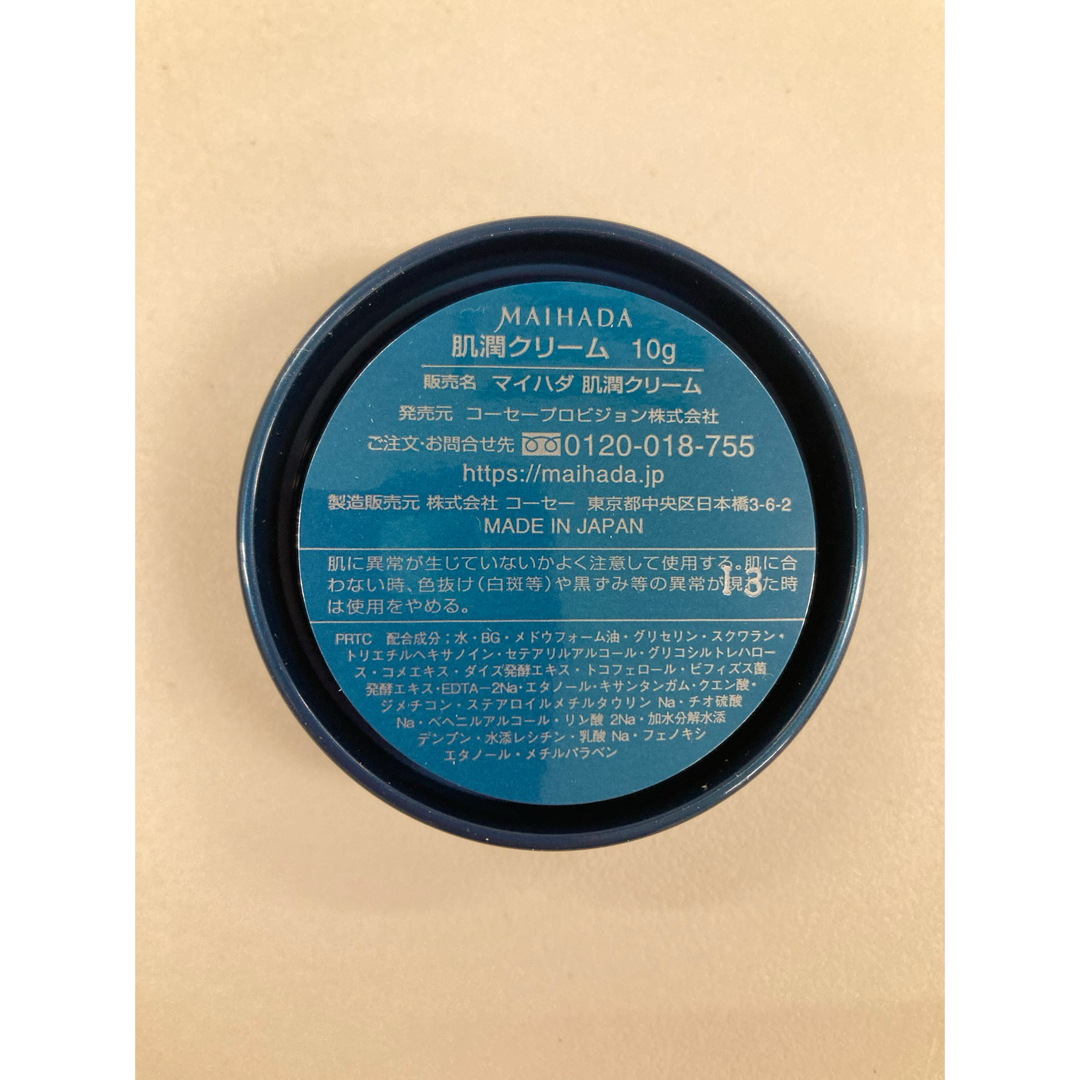 MAIHADA
肌潤クリーム 10g
販売名 マイハダ 肌潤クリーム
発売元 コーセープロビジョン株式会社
ご注文・お問合せ先 0120-018-755
https://maihada.jp
製造販売元 株式会社 コーセー 東京都中央区日本橋3-6-2
MADE IN JAPAN
肌に異常が生じていないかよく注意して使用する。肌に合
わない時、色抜け(白斑等)や黒ずみ等の異常が現れた時
は使用をやめる。
13
PRTC 配合成分:水・BG・メドウフォーム油・グリセリン・スクワラン・
トリエチルヘキサノイン・セテアリルアルコール・グリコシルトレハロー
ス・コメエキス・ダイズ発酵エキス・トコフェロール・ビフィズス菌
発酵エキス・EDTA-2Na・エタノール・キサンタンガム・クエン酸・
ジメチコン・ステアロイルメチルタウリン Na・チオ硫酸
Na・ベヘニルアルコール・リン酸 2Na・加水分解水添
デンプン・水添レシチン・乳酸 Na・フェノキシ
エタノール・メチルパラベン